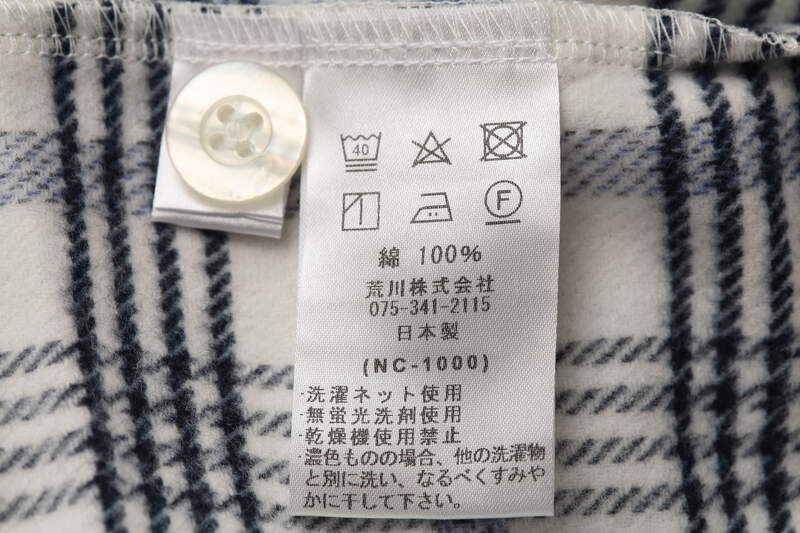 40
F
綿 100%
荒川株式会社
075-341-2115
日本製
(NC-1000)
·洗濯ネット使用
·無蛍光洗剤使用
·乾燥機使用禁止
·濃色ものの場合、他の洗濯物
と別に洗い、なるべくすみや
かに干して下さい。